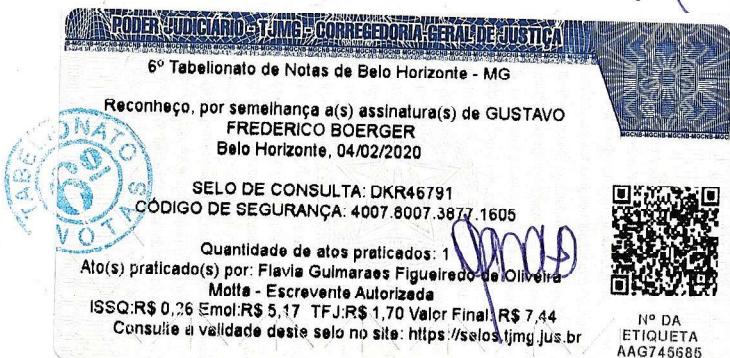 PODER JUDICIÁRIO - TJMG - CORREGEDORIA-GERAL DE JUSTIÇA
6º Tabelionato de Notas de Belo Horizonte - MG
Reconheço, por semelhança a(s) assinatura(s) de GUSTAVO
FREDERICO BOERGER
Belo Horizonte, 04/02/2020
SELO DE CONSULTA: DKR46791
CÓDIGO DE SEGURANÇA: 4007.8007.3877.1605
Quantidade de atos praticados: 1
Ato(s) praticado(s) por: Flavia Guimaraes Figueiredo de Oliveira
Motta - Escrevente Autorizada
ISSQ:R$ 0,26 Emol:R$ 5,17 TFJ:R$ 1,70 Valor Final: R$ 7,44
Consulte a validade deste selo no site: https://selos.tjmg.jus.br
TABELIONATO
6º
NOTAS
Nº DA
ETIQUETA
AAG745685